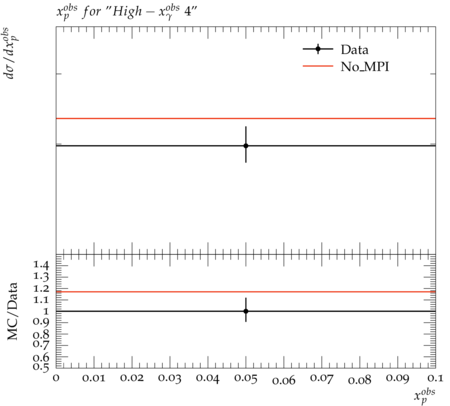 x_p^{obs} for "High − x_γ^{obs} 4"
dσ/dx_p^{obs}
Data
No_MPI
MC/Data
1.4
1.3
1.2
1.1
1
0.9
0.8
0.7
0.6
0.5
0 0.01 0.02 0.03 0.04 0.05 0.06 0.07 0.08 0.09 0.1
x_p^{obs}